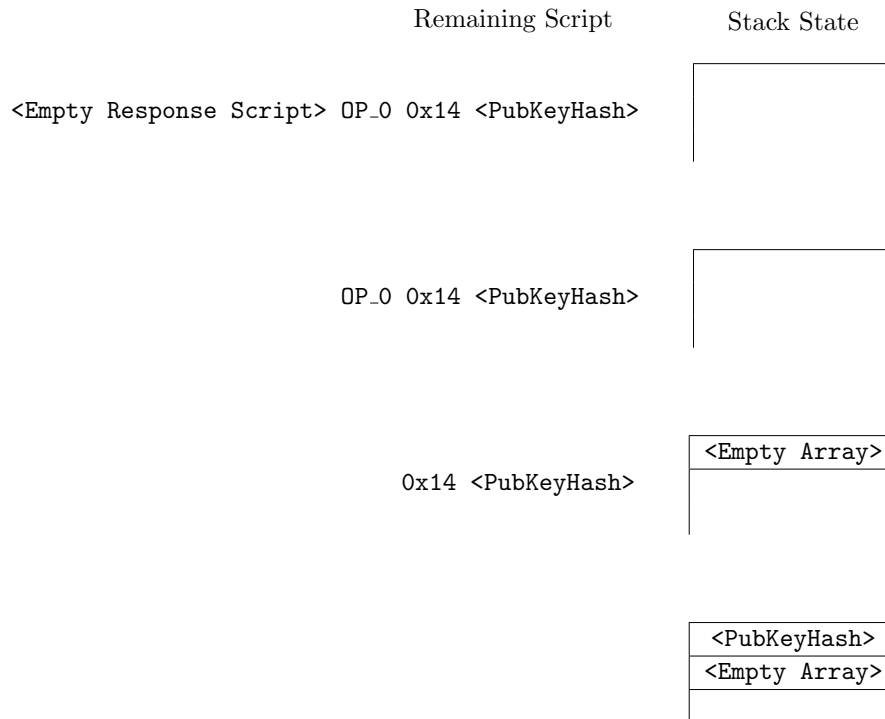 Remaining Script Stack State
<Empty Response Script> OP_0 0x14 <PubKeyHash>
OP_0 0x14 <PubKeyHash>
<Empty Array>
0x14 <PubKeyHash>
<PubKeyHash>
<Empty Array>